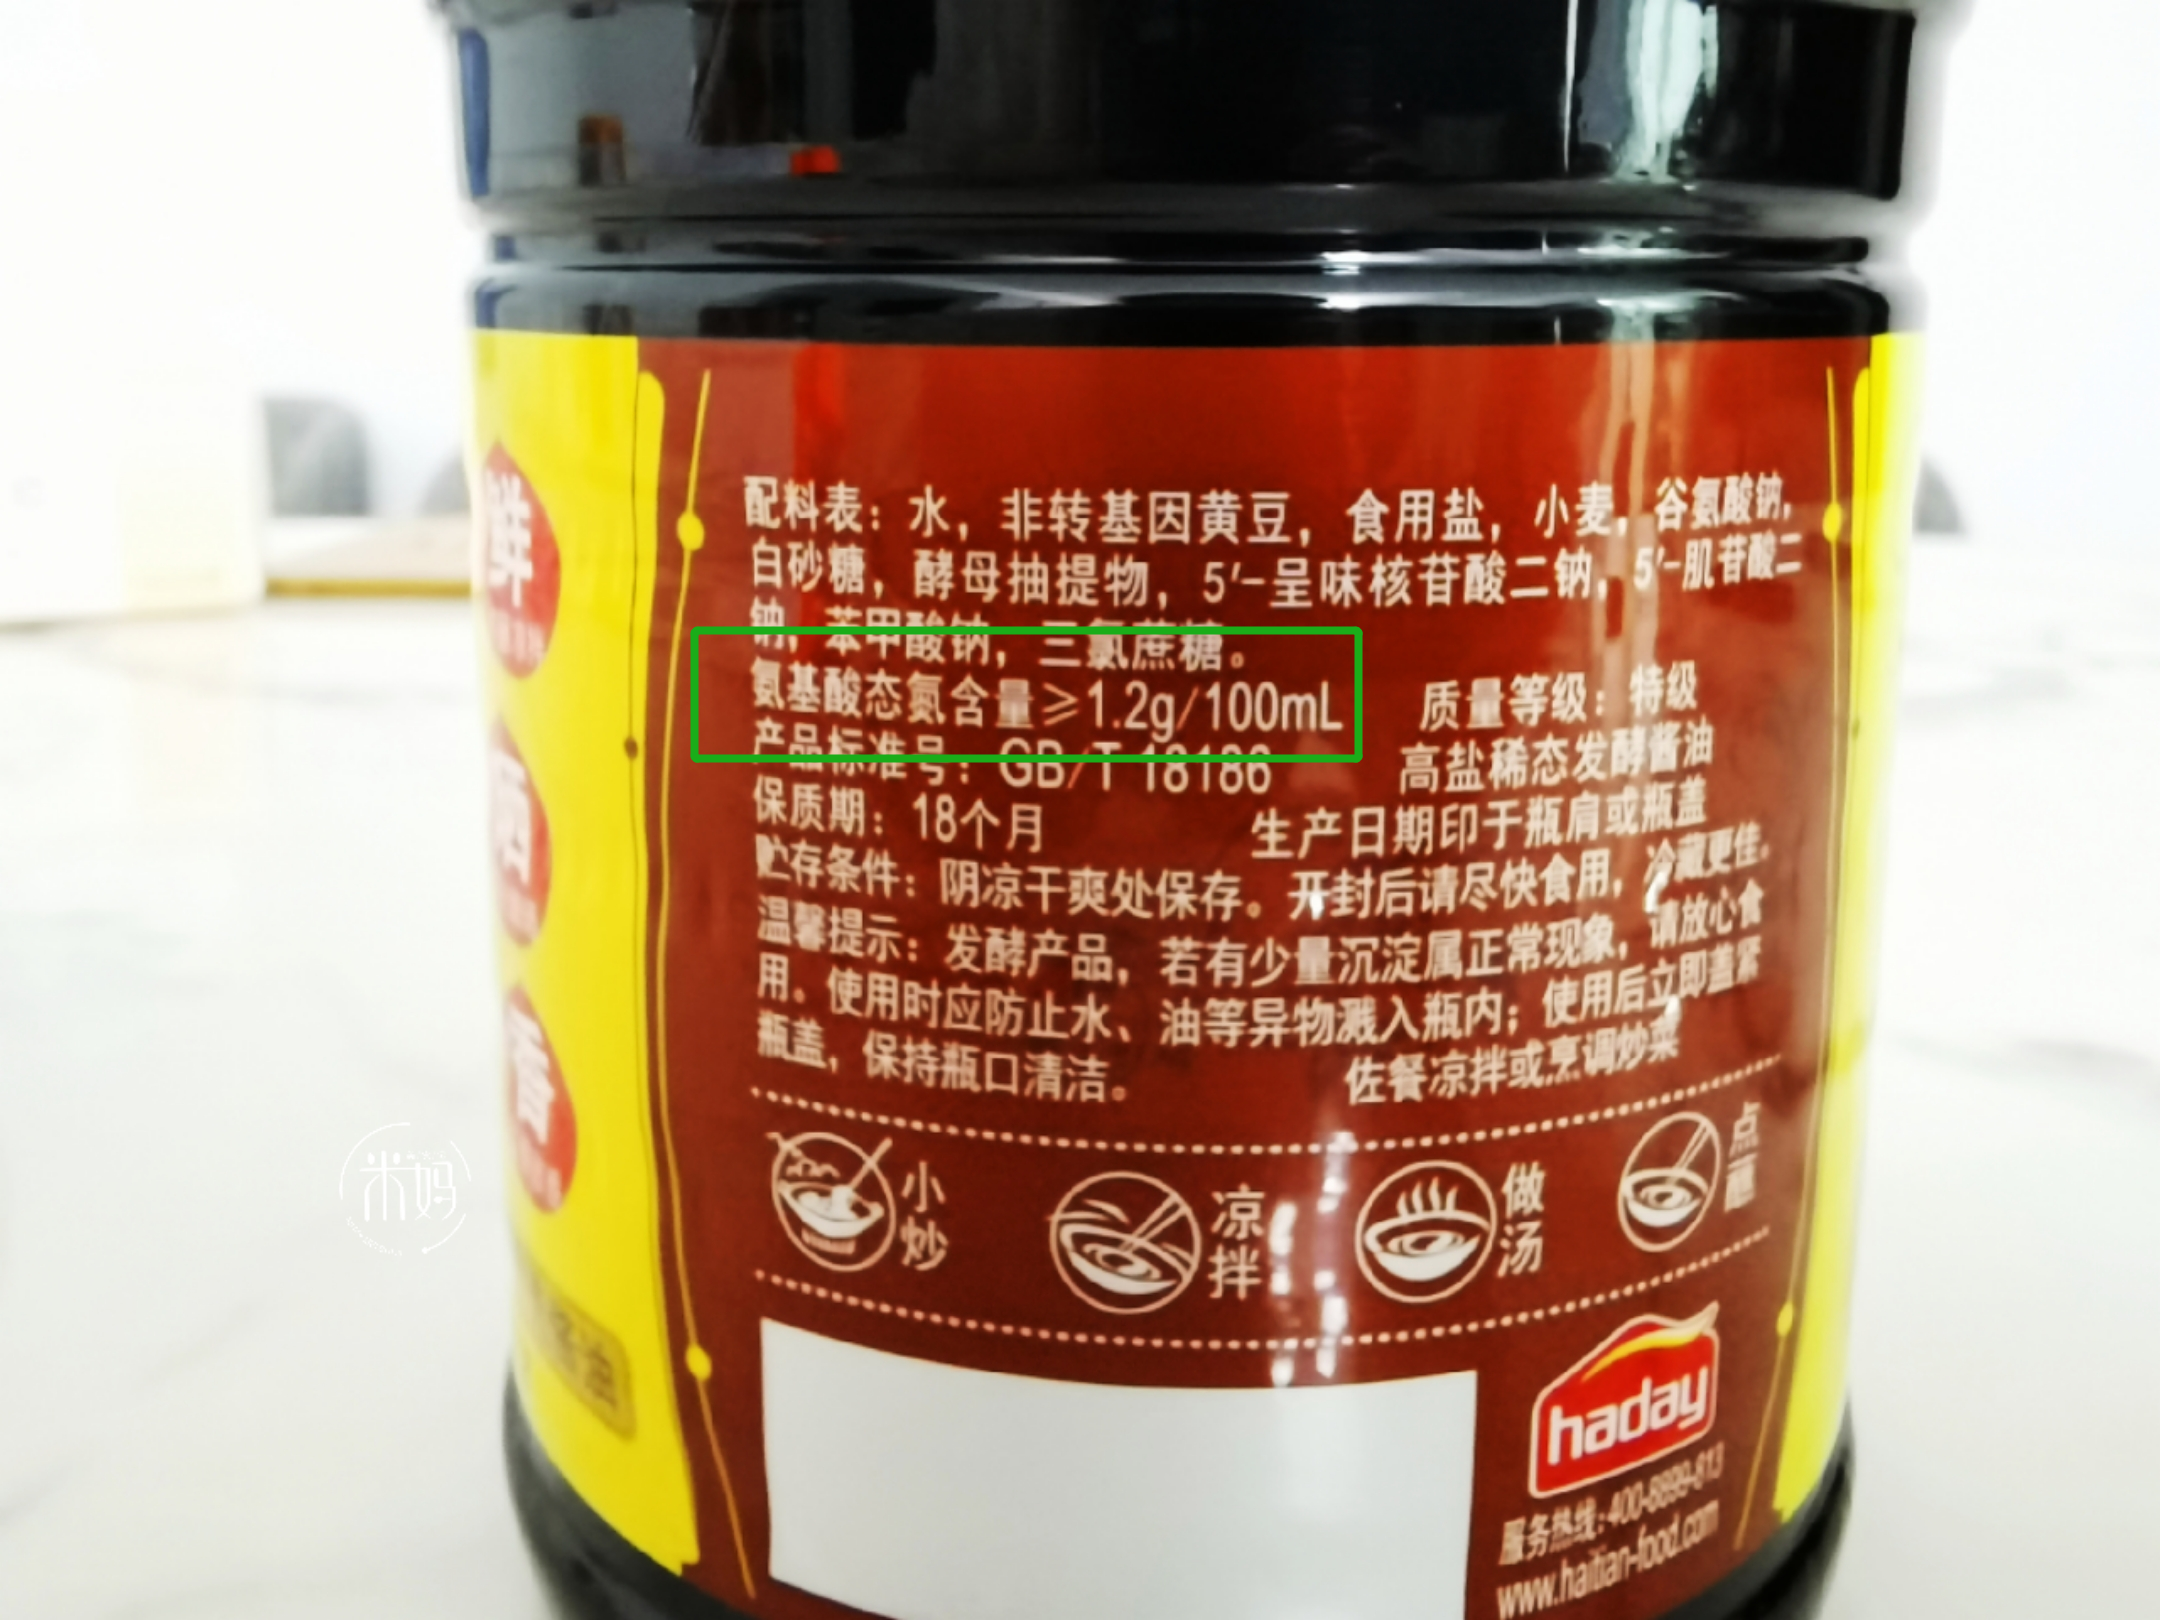 鲜
晒
香
配料表：水，非转基因黄豆，食用盐，小麦，谷氨酸钠，
白砂糖，酵母抽提物，5′-呈味核苷酸二钠，5′-肌苷酸二
钠，苯甲酸钠，三氯蔗糖。
氨基酸态氮含量≥1.2g/100mL 质量等级：特级
产品标准号：GB/T 18186 高盐稀态发酵酱油
保质期：18个月 生产日期印于瓶肩或瓶盖
贮存条件：阴凉干爽处保存。开封后请尽快食用，冷藏更佳。
温馨提示：发酵产品，若有少量沉淀属正常现象，请放心食
用。使用时应防止水、油等异物溅入瓶内；使用后立即盖紧
瓶盖，保持瓶口清洁。 佐餐凉拌或烹调炒菜
小炒
凉拌
做汤
点蘸
haday
服务热线：400-8899-813
www.haitian-food.com
米妈